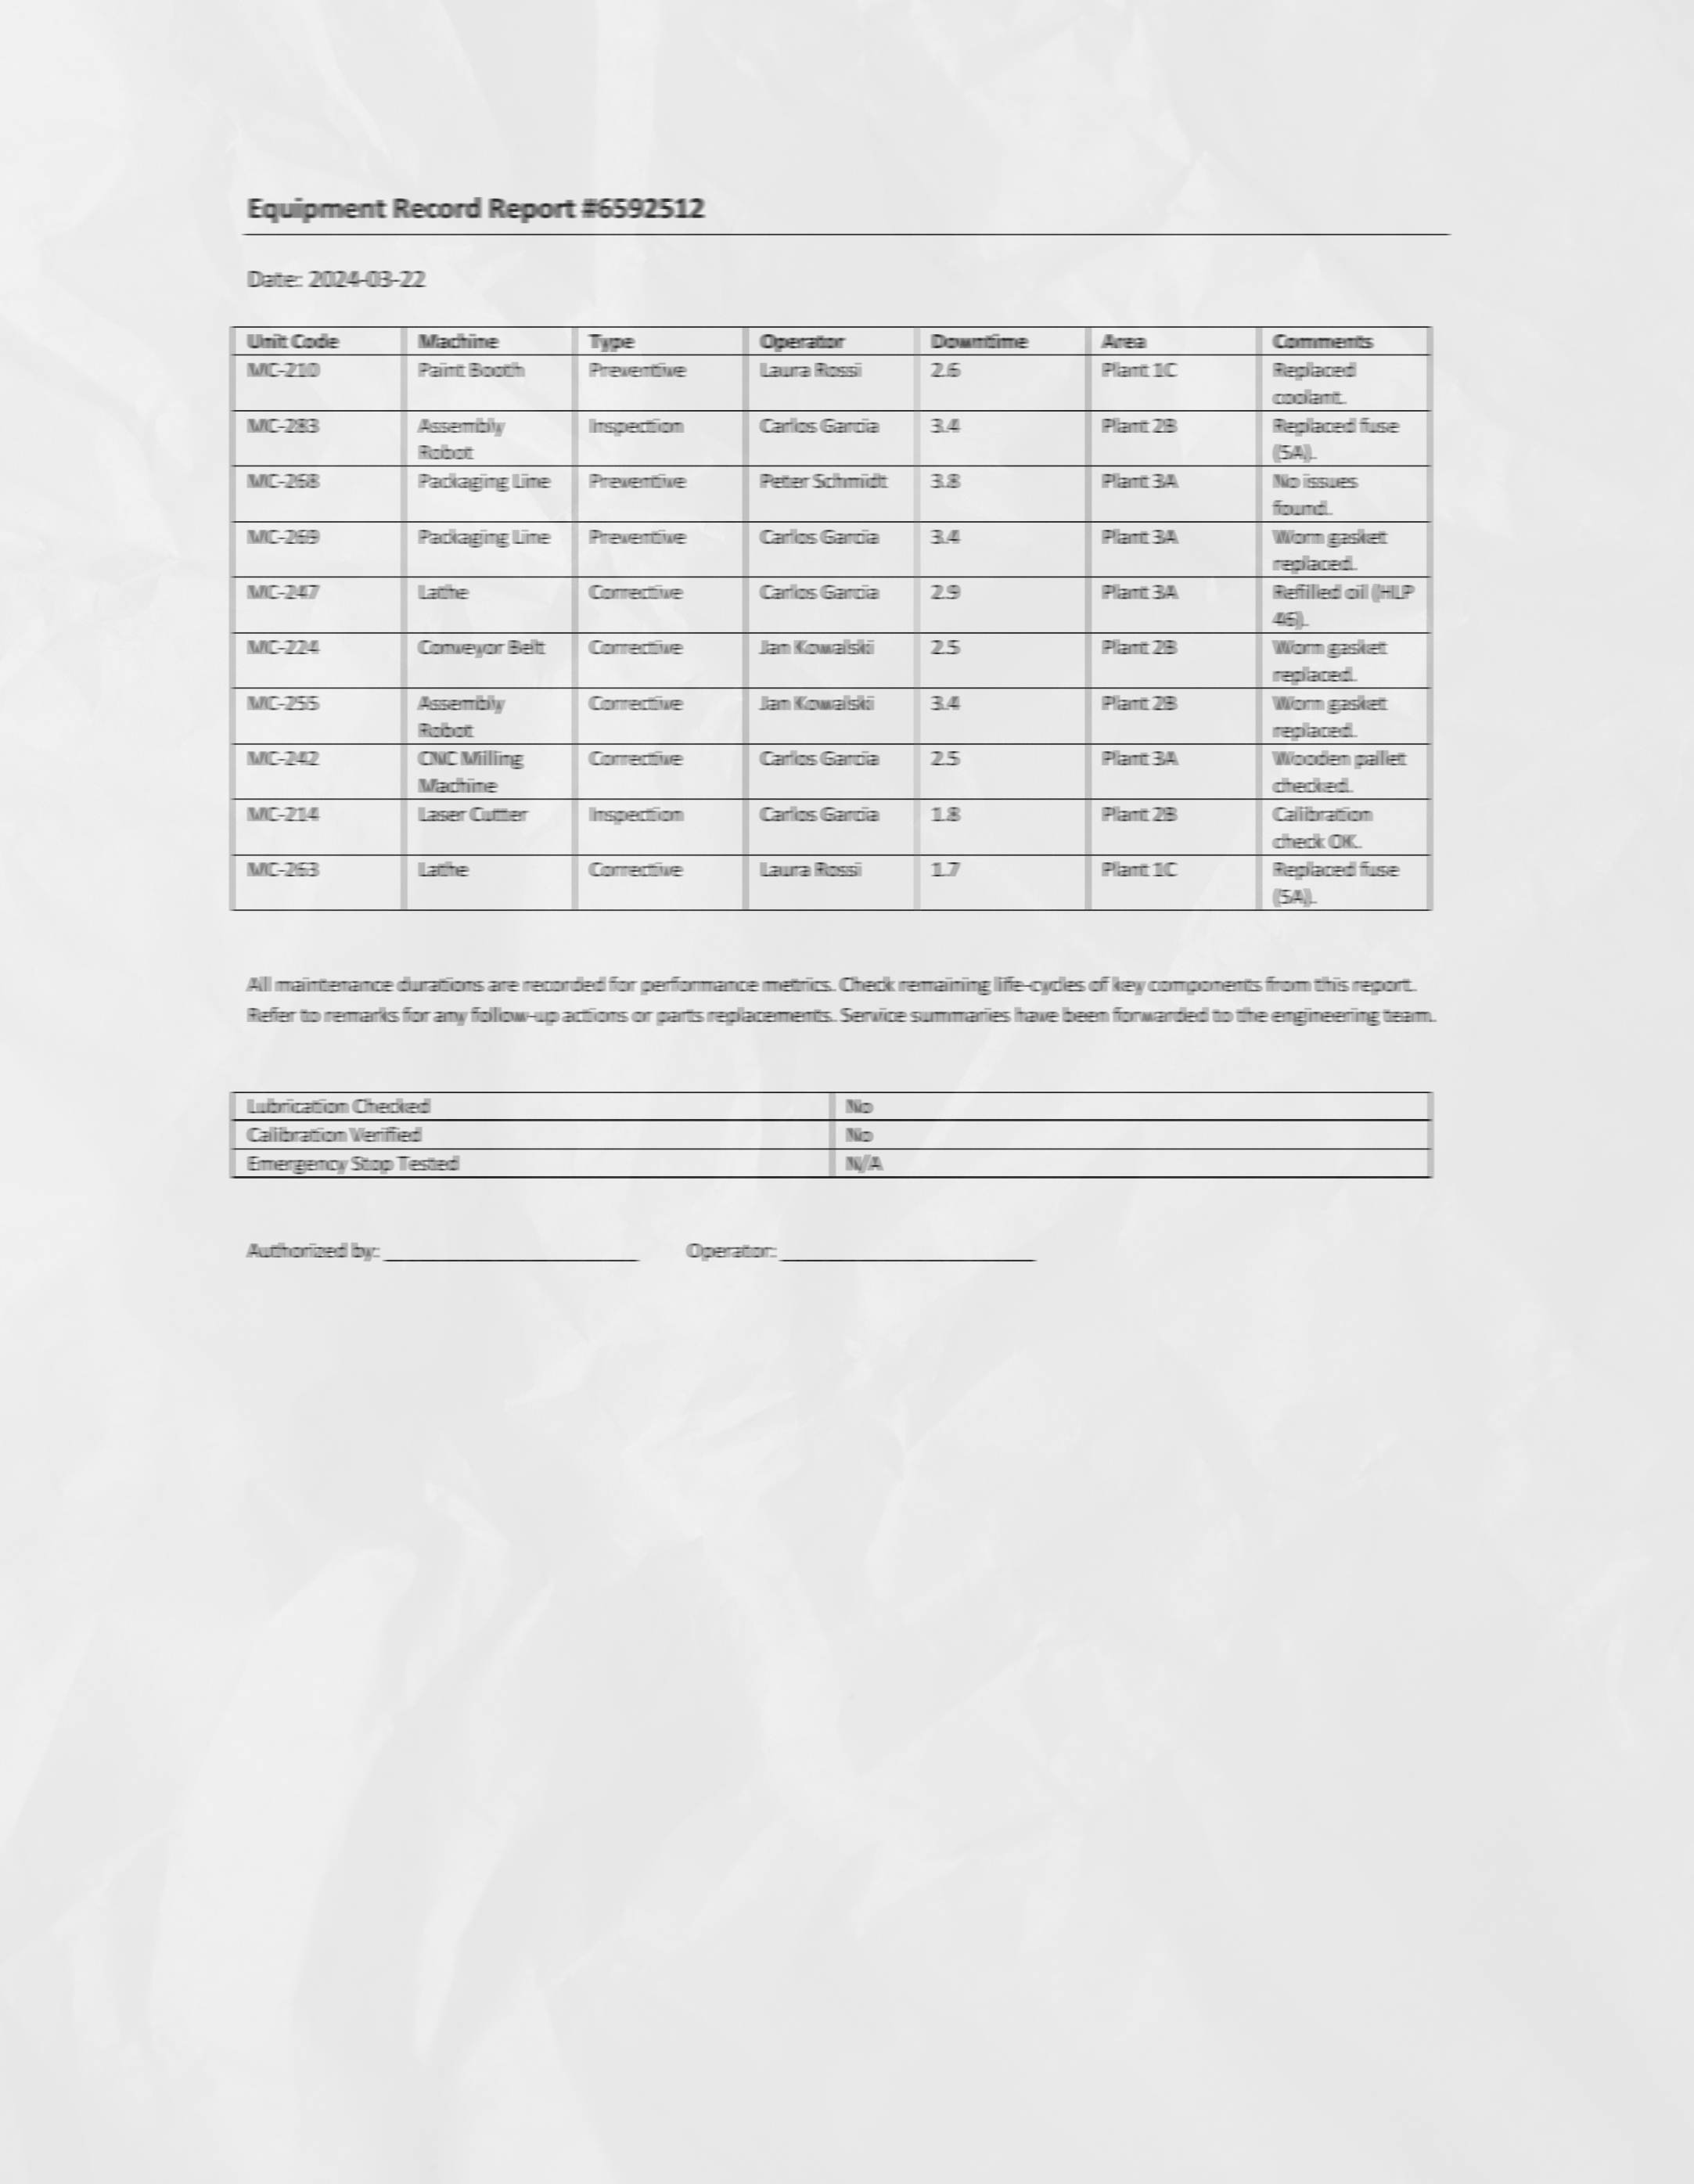 Equipment Record Report #6592512
Date: 2024-03-22
Unit Code Machine Type Operator Downtime Area Comments
MC-210 Paint Booth Preventive Laura Rossi 2.6 Plant 1C Replaced
coolant.
MC-283 Assembly Inspection Carlos Garcia 3.4 Plant 2B Replaced fuse
Robot (5A).
MC-268 Packaging Line Preventive Peter Schmidt 3.8 Plant 3A No issues
found.
MC-269 Packaging Line Preventive Carlos Garcia 3.4 Plant 3A Worn gasket
replaced.
MC-247 Lathe Corrective Carlos Garcia 2.9 Plant 3A Refilled oil (HLP
46).
MC-224 Conveyor Belt Corrective Jan Kowalski 2.5 Plant 2B Worn gasket
replaced.
MC-255 Assembly Corrective Jan Kowalski 3.4 Plant 2B Worn gasket
Robot replaced.
MC-242 CNC Milling Corrective Carlos Garcia 2.5 Plant 3A Wooden pallet
Machine checked.
MC-214 Laser Cutter Inspection Carlos Garcia 1.8 Plant 2B Calibration
check OK.
MC-263 Lathe Corrective Laura Rossi 1.7 Plant 1C Replaced fuse
(5A).
All maintenance durations are recorded for performance metrics. Check remaining life-cycles of key components from this report.
Refer to remarks for any follow-up actions or parts replacements. Service summaries have been forwarded to the engineering team.
Lubrication Checked No
Calibration Verified No
Emergency Stop Tested N/A
Authorized by: Operator: